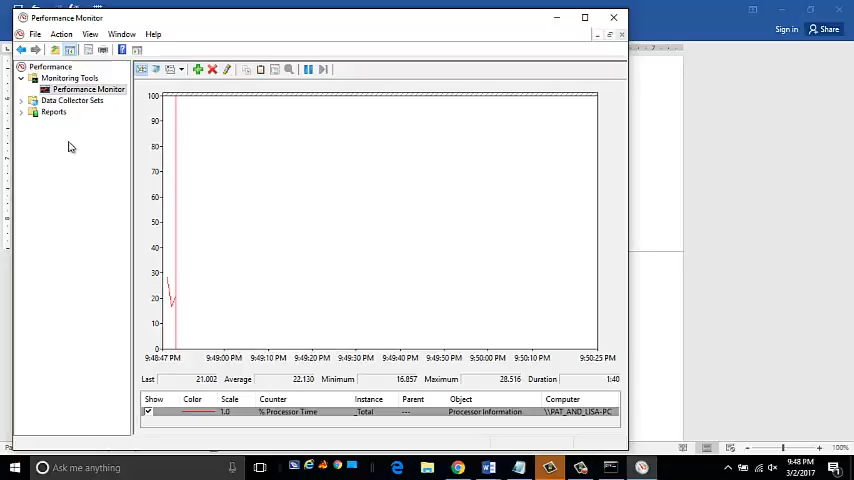 Performance Monitor
File Action View Window Help
Sign in Share
Performance
Monitoring Tools
Performance Monitor
Data Collector Sets
Reports
7
100
90
80
70
60
50
40
30
20
10
0
9:48:47 PM 9:49:00 PM 9:49:10 PM 9:49:20 PM 9:49:30 PM 9:49:40 PM 9:49:50 PM 9:50:00 PM 9:50:10 PM 9:50:25 PM
Last 21.002 Average 22.130 Minimum 16.857 Maximum 28.516 Duration 1:40
Show Color Scale Counter Instance Parent Object Computer
1.0 % Processor Time _Total --- Processor Information \\PAT_AND_LISA-PC
100%
Ask me anything
9:48 PM
3/2/2017